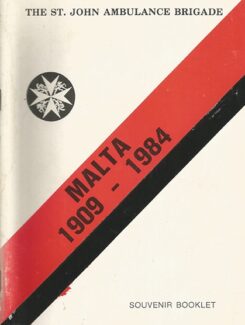 THE ST. JOHN AMBULANCE BRIGADE
MALTA
1909 - 1984
SOUVENIR BOOKLET